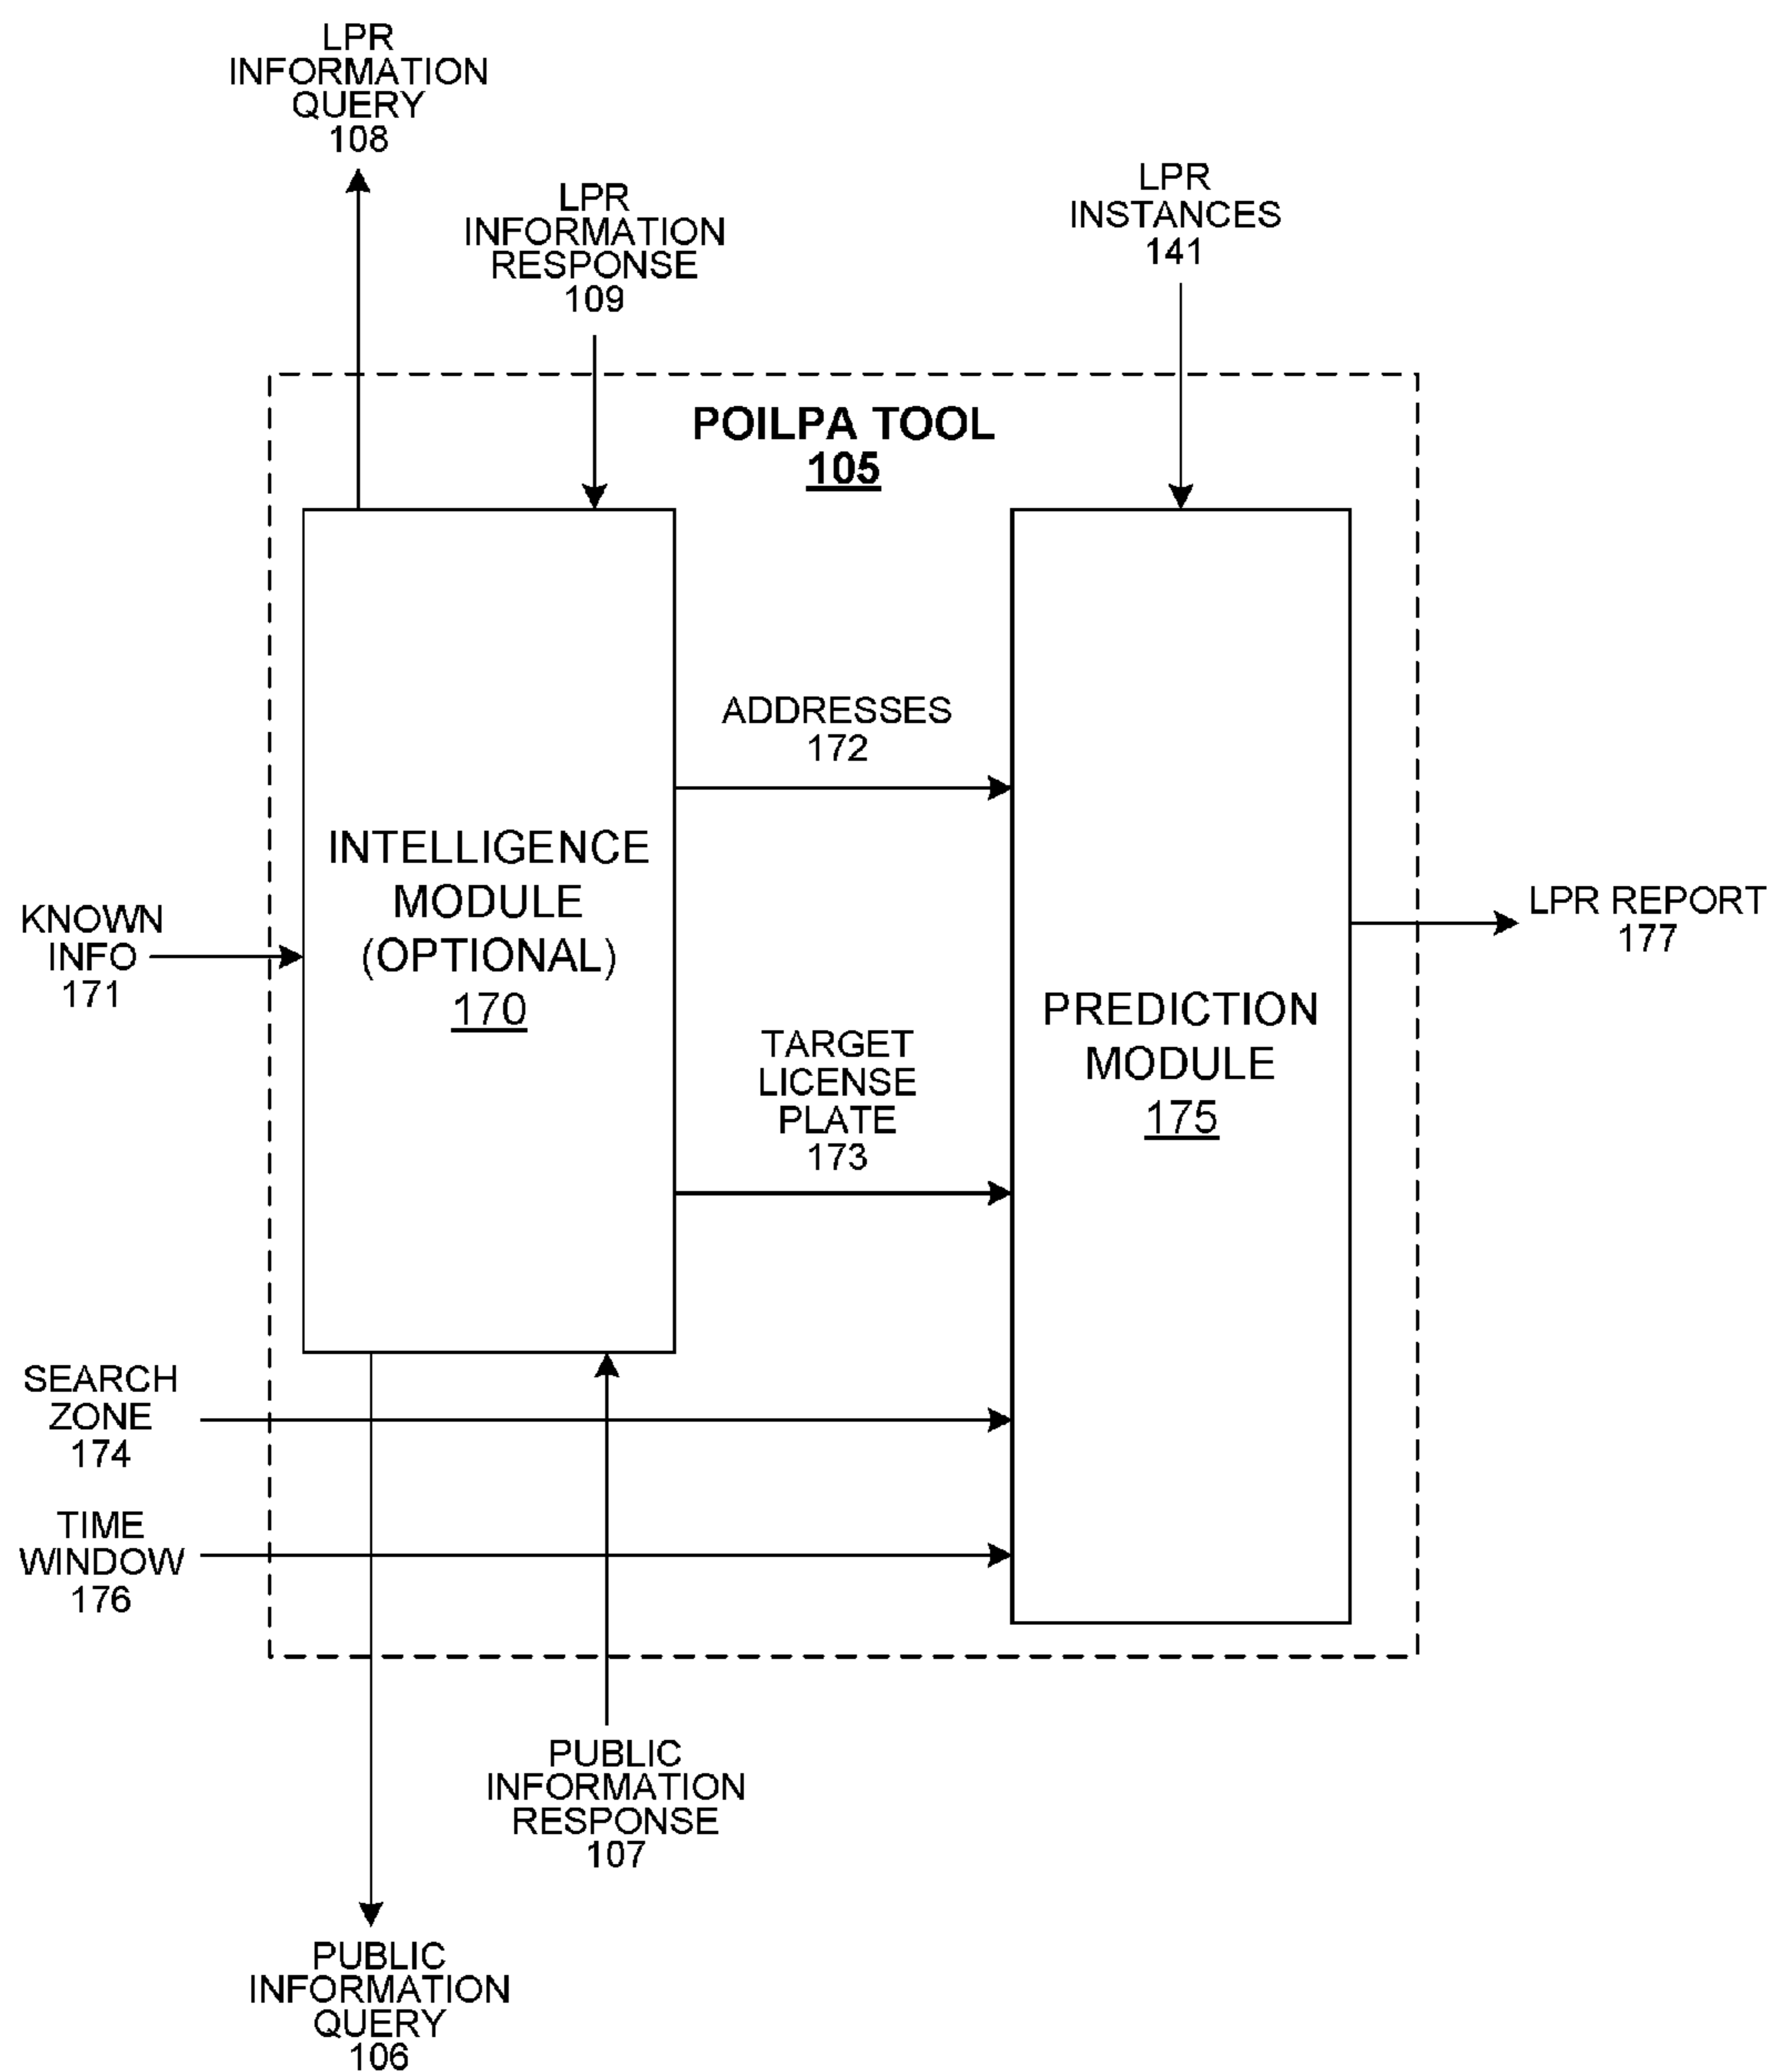 LPR
INFORMATION
QUERY
108
LPR
INFORMATION
RESPONSE
109
LPR
INSTANCES
141
POILPA TOOL
105
ADDRESSES
172
INTELLIGENCE
MODULE
(OPTIONAL)
170
KNOWN
INFO
171
LPR REPORT
177
PREDICTION
MODULE
175
TARGET
LICENSE
PLATE
173
SEARCH
ZONE
174
TIME
WINDOW
176
PUBLIC
INFORMATION
RESPONSE
107
PUBLIC
INFORMATION
QUERY
106